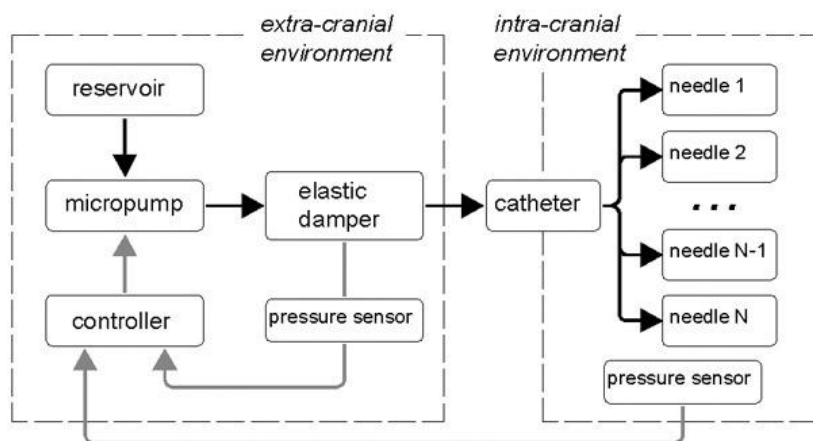 extra-cranial
environment
intra-cranial
environment
reservoir
needle 1
needle 2
micropump
elastic
damper
catheter
...
needle N-1
controller
pressure sensor
needle N
pressure sensor